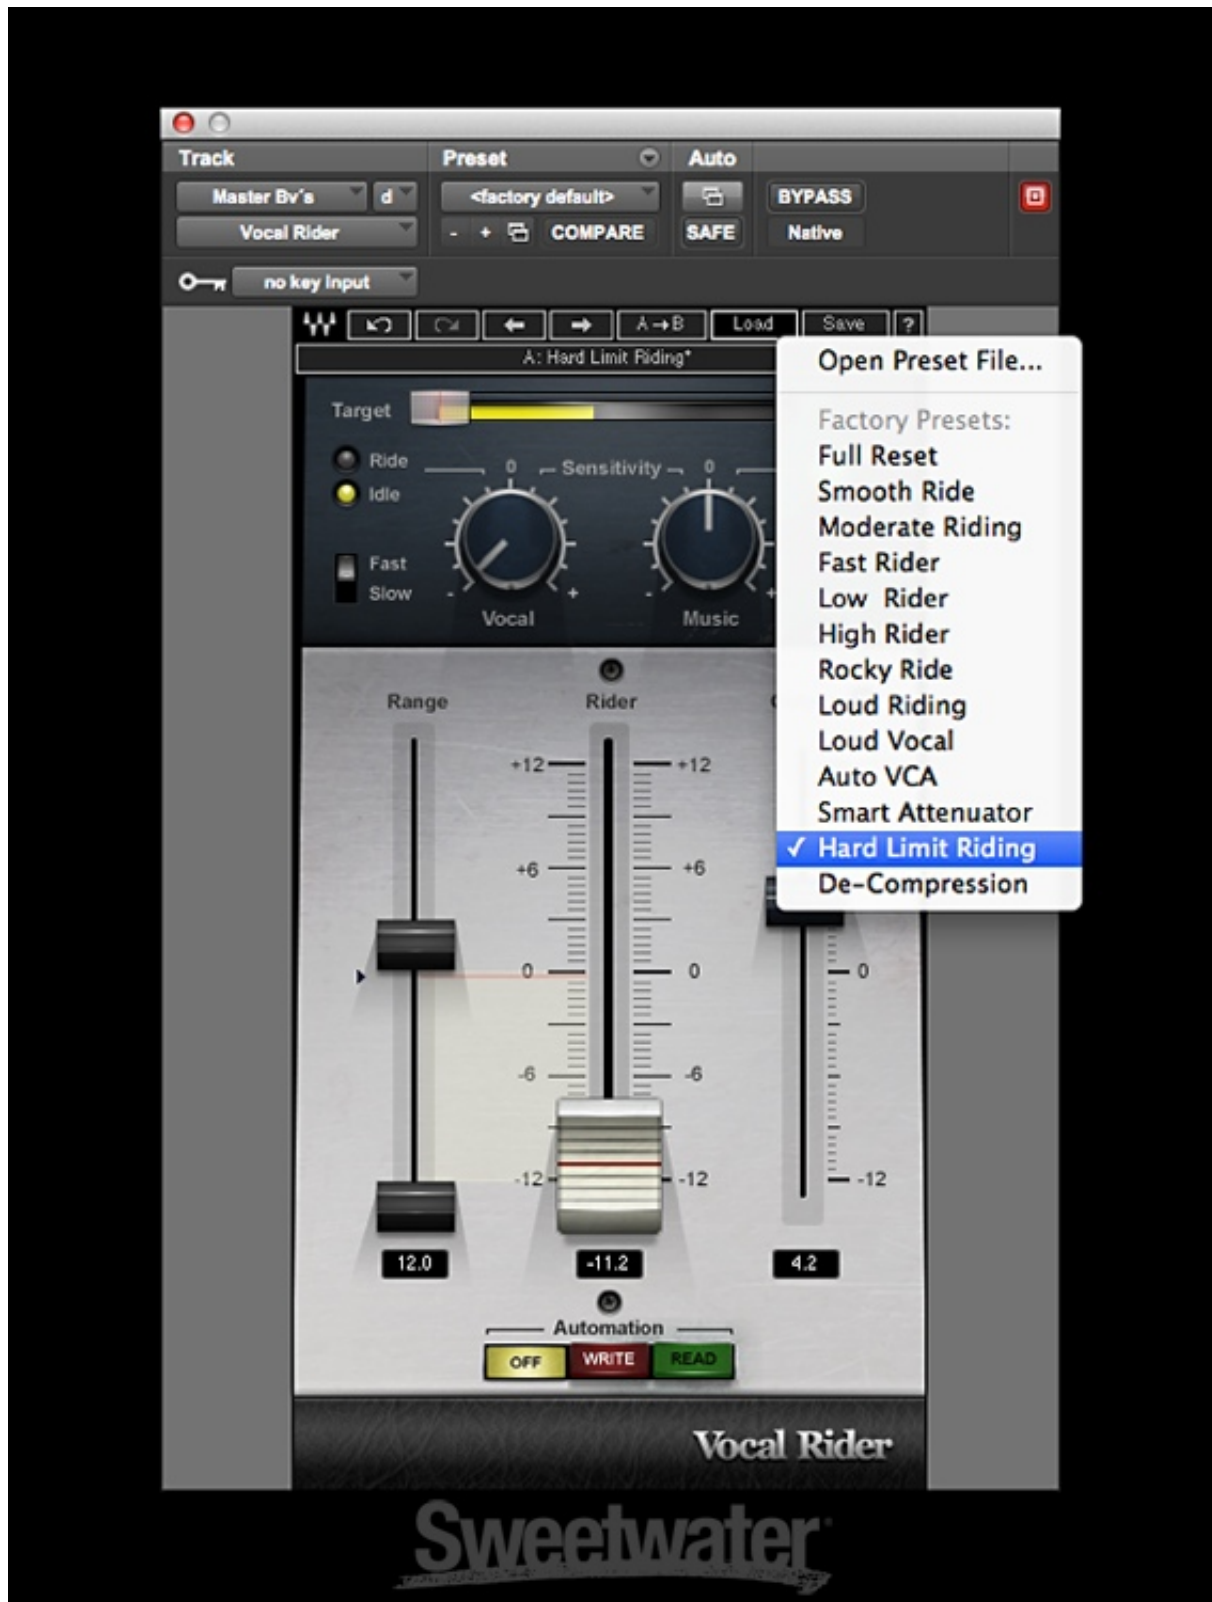 Track Preset Auto
Master Bv's d <factory default> BYPASS
Vocal Rider - + COMPARE SAFE Native
no key Input
A→B Load Save ?
A: Hard Limit Riding*
Open Preset File...
Factory Presets:
Full Reset
Smooth Ride
Moderate Riding
Fast Rider
Low Rider
High Rider
Rocky Ride
Loud Riding
Loud Vocal
Auto VCA
Smart Attenuator
✓ Hard Limit Riding
De-Compression
Target
Ride 0 Sensitivity 0
Idle
Fast
Slow - + - +
Vocal Music
Range Rider
+12 +12
+6 +6
0 0 0
-6 -6
-12 -12 -12
12.0 -11.2 4.2
Automation
OFF WRITE READ
Vocal Rider
Sweetwater